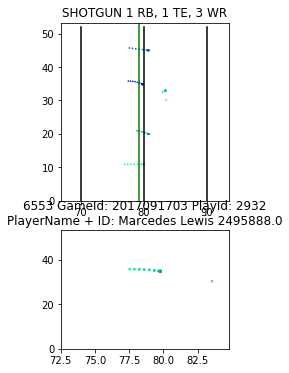 SHOTGUN 1 RB, 1 TE, 3 WR
50
40
30
20
10
0
70 80 90
6553 GameId: 2017091703 PlayId: 2932
PlayerName + ID: Marcedes Lewis 2495888.0
40
20
0
72.5 75.0 77.5 80.0 82.5